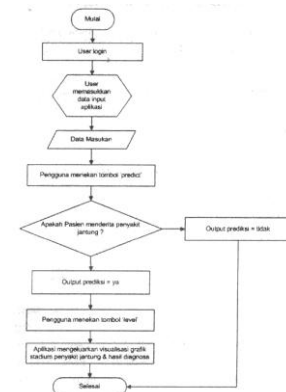 Mulai
User login
User
memasukkan
data input
aplikasi
Data Masukan
Pengguna menekan tombol 'predict'
Apakah Pasien menderita penyakit
jantung ?
Output prediksi = tidak
Output prediksi = ya
Pengguna menekan tombol 'level'
Aplikasi mengeluarkan visualisasi grafik
stadium penyakit jantung & hasil diagnosa
Selesai